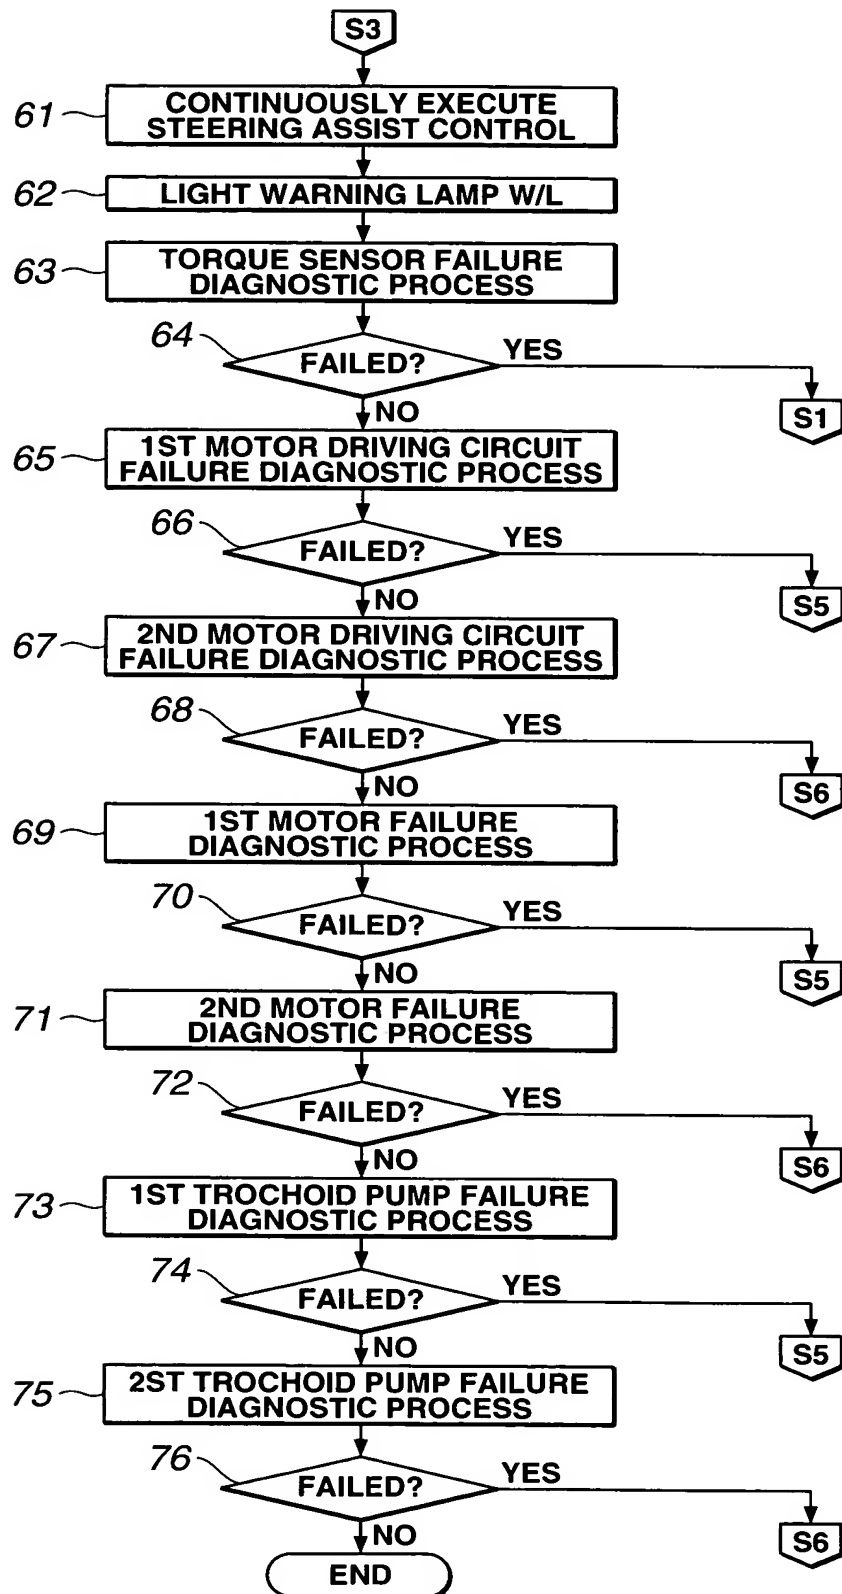 S3
61
CONTINUOUSLY EXECUTE
STEERING ASSIST CONTROL
62
LIGHT WARNING LAMP W/L
63
TORQUE SENSOR FAILURE
DIAGNOSTIC PROCESS
64
FAILED?
YES
S1
NO
65
1ST MOTOR DRIVING CIRCUIT
FAILURE DIAGNOSTIC PROCESS
66
FAILED?
YES
S5
NO
67
2ND MOTOR DRIVING CIRCUIT
FAILURE DIAGNOSTIC PROCESS
68
FAILED?
YES
S6
NO
69
1ST MOTOR FAILURE
DIAGNOSTIC PROCESS
70
FAILED?
YES
S5
NO
71
2ND MOTOR FAILURE
DIAGNOSTIC PROCESS
72
FAILED?
YES
S6
NO
73
1ST TROCHOID PUMP FAILURE
DIAGNOSTIC PROCESS
74
FAILED?
YES
S5
NO
75
2ST TROCHOID PUMP FAILURE
DIAGNOSTIC PROCESS
76
FAILED?
YES
S6
NO
END